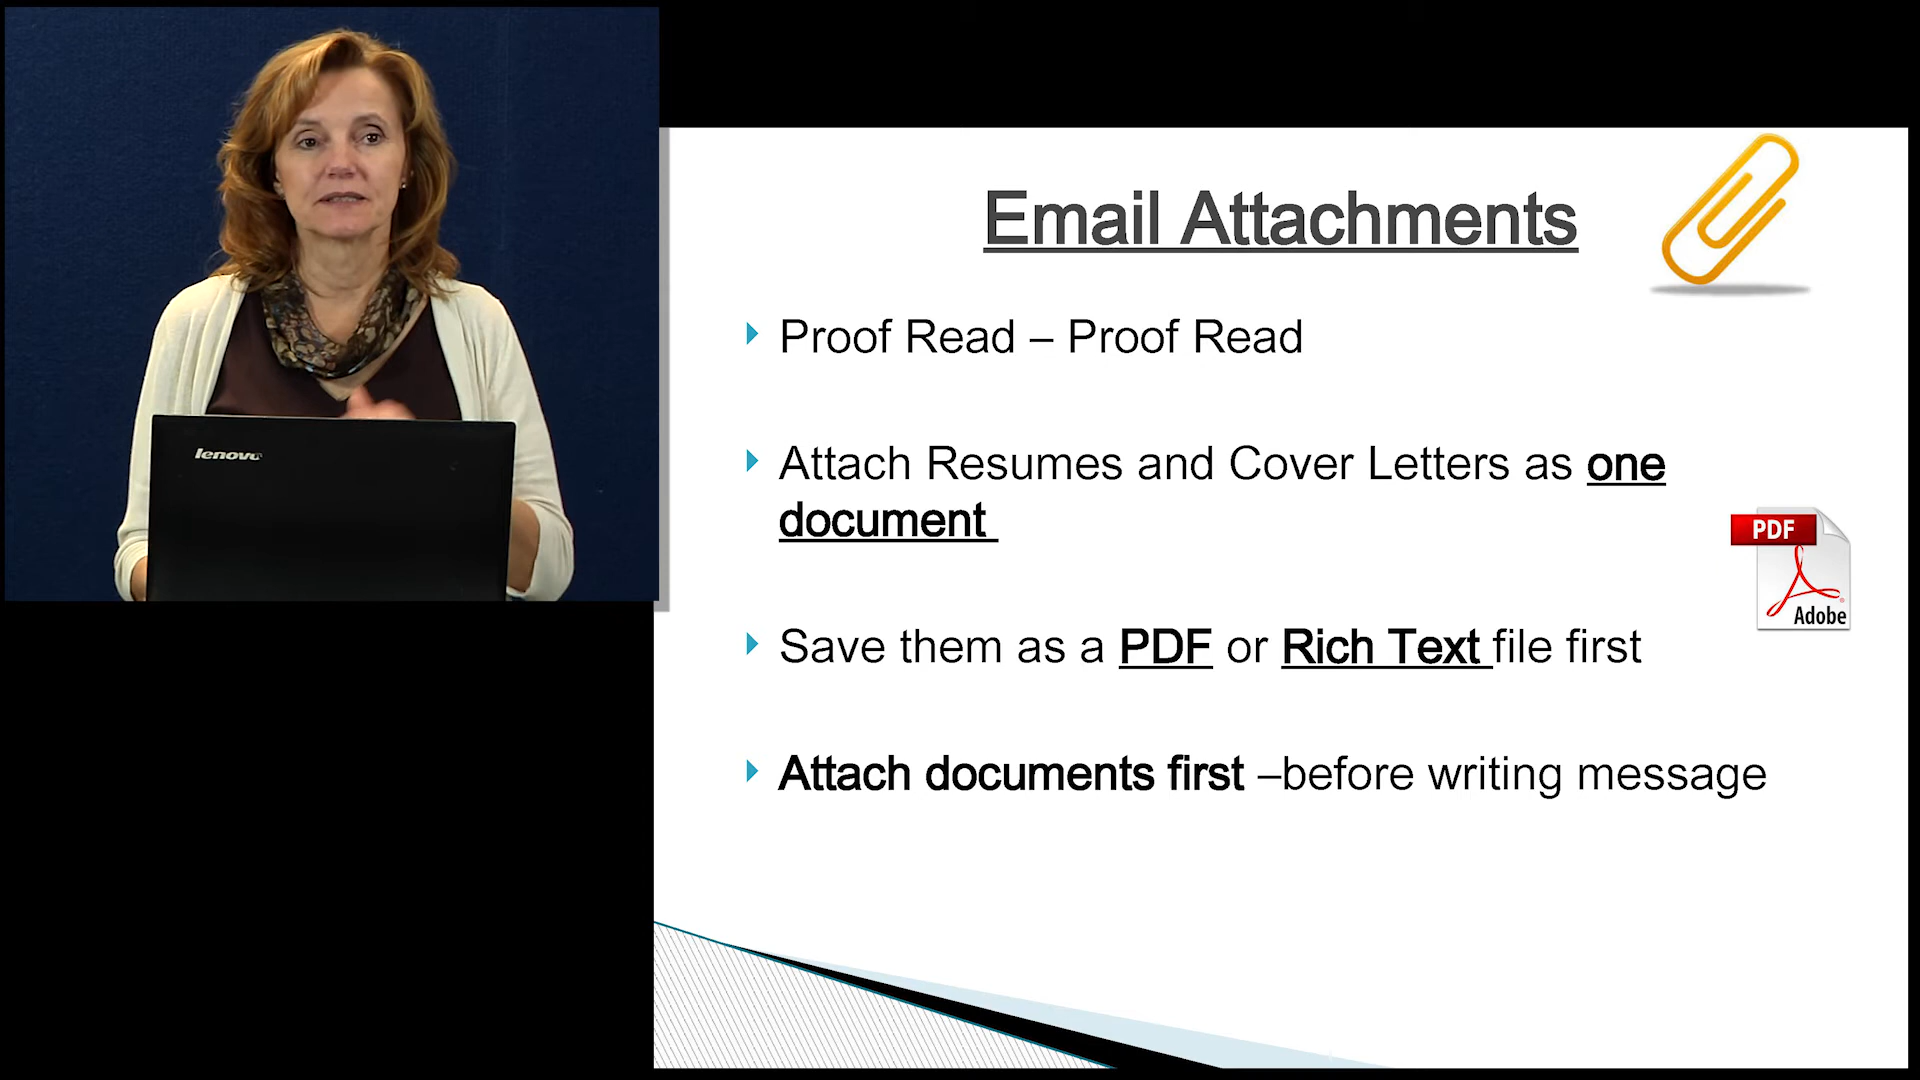 lenovo
Email Attachments
Proof Read – Proof Read
Attach Resumes and Cover Letters as one
document
PDF
Adobe
Save them as a PDF or Rich Text file first
Attach documents first –before writing message